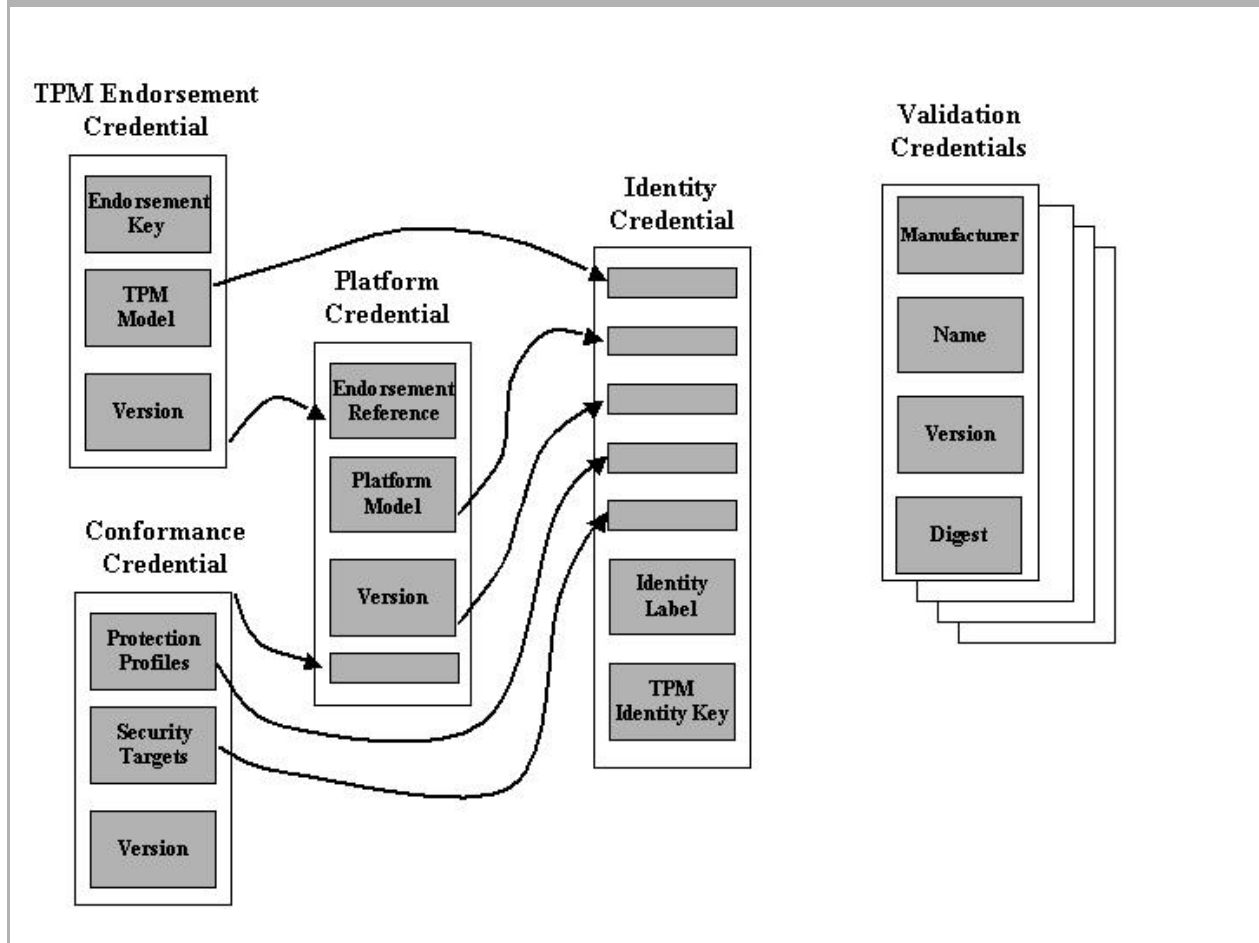 TPM Endorsement
Credential
Endorsement
Key
TPM
Model
Version
Conformance
Credential
Protection
Profiles
Security
Targets
Version
Platform
Credential
Endorsement
Reference
Platform
Model
Version
Identity
Credential
Identity
Label
TPM
Identity Key
Validation
Credentials
Manufacturer
Name
Version
Digest